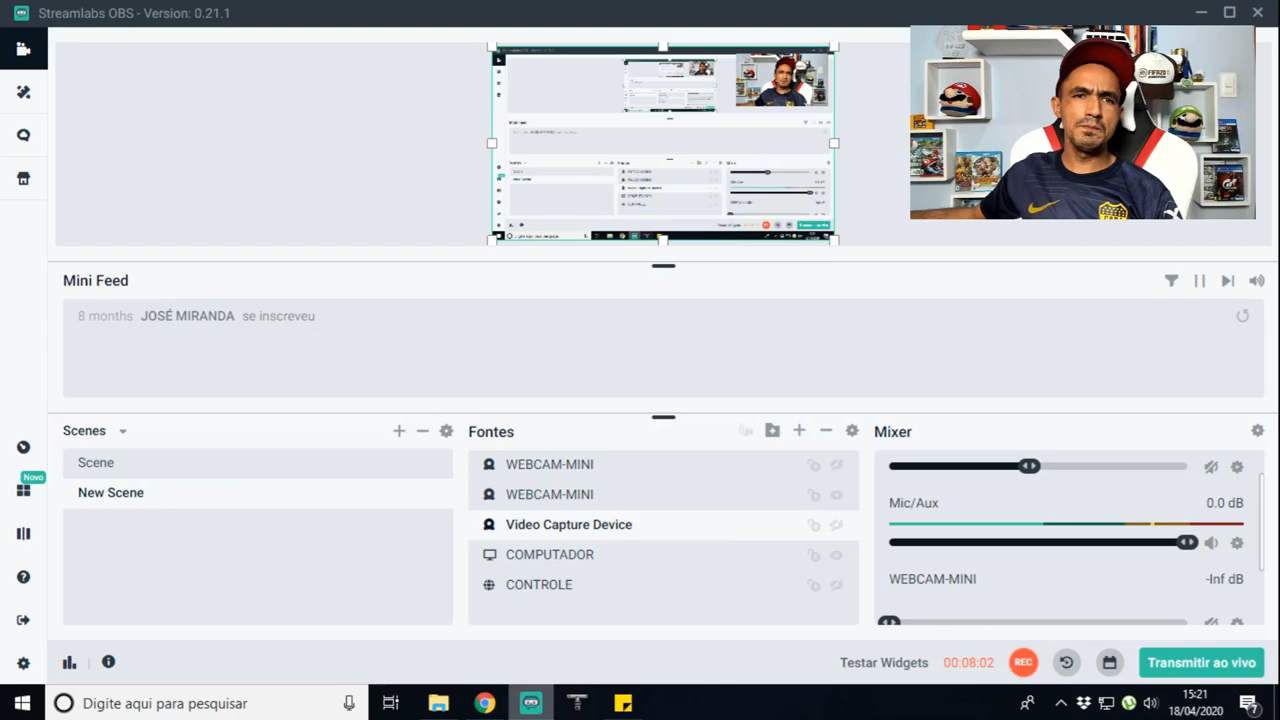 Streamlabs OBS - Version: 0.21.1
FIFA20
Mini Feed
8 months JOSÉ MIRANDA se inscreveu
Scenes
Scene
New Scene
Fontes
WEBCAM-MINI
WEBCAM-MINI
Video Capture Device
COMPUTADOR
CONTROLE
Mixer
Mic/Aux 0.0 dB
WEBCAM-MINI -Inf dB
Novo
Testar Widgets 00:08:02 REC Transmitir ao vivo
Digite aqui para pesquisar
15:21
18/04/2020
7